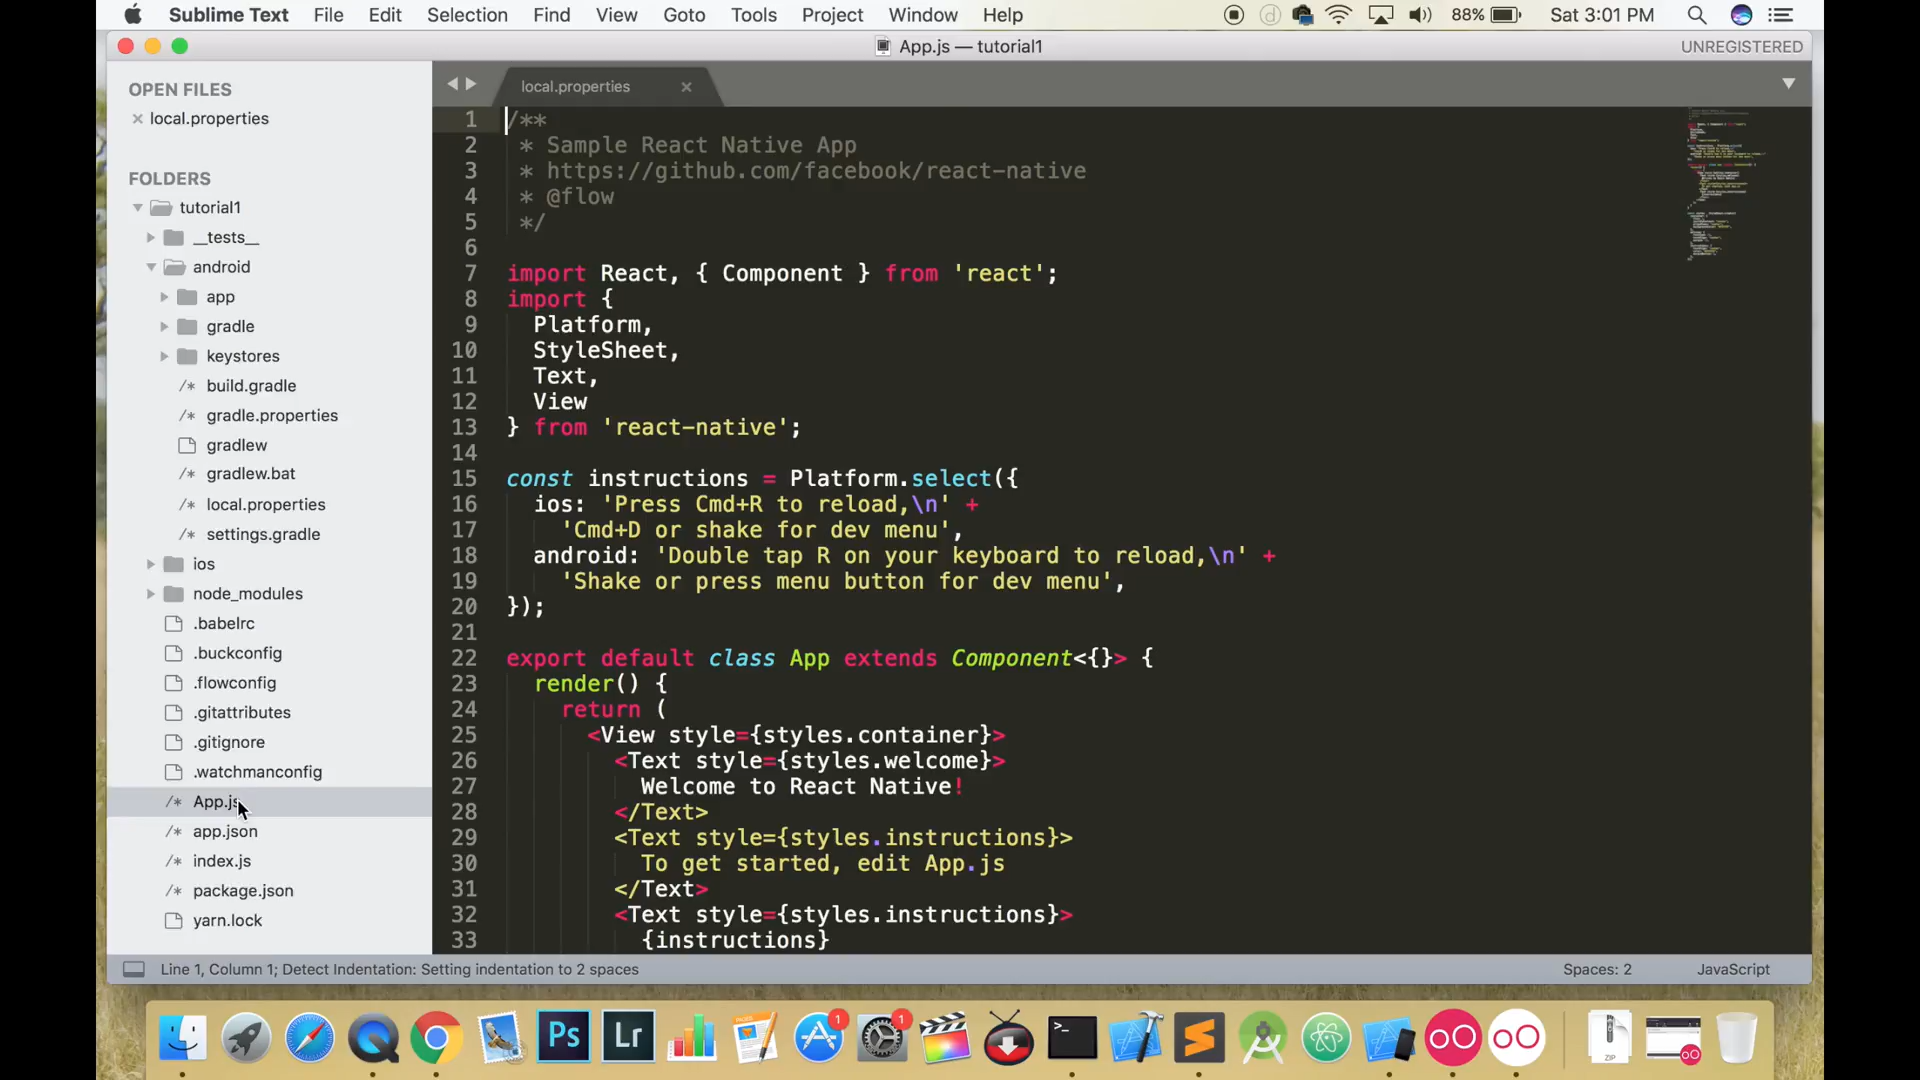 Sublime Text File Edit Selection Find View Goto Tools Project Window Help 88% Sat 3:01 PM
App.js — tutorial1 UNREGISTERED
OPEN FILES
local.properties
FOLDERS
tutorial1
__tests__
android
app
gradle
keystores
build.gradle
gradle.properties
gradlew
gradlew.bat
local.properties
settings.gradle
ios
node_modules
.babelrc
.buckconfig
.flowconfig
.gitattributes
.gitignore
.watchmanconfig
App.js
app.json
index.js
package.json
yarn.lock
local.properties
1 /**
2 * Sample React Native App
3 * https://github.com/facebook/react-native
4 * @flow
5 */
6
7 import React, { Component } from 'react';
8 import {
9 Platform,
10 StyleSheet,
11 Text,
12 View
13 } from 'react-native';
14
15 const instructions = Platform.select({
16 ios: 'Press Cmd+R to reload,\n' +
17 'Cmd+D or shake for dev menu',
18 android: 'Double tap R on your keyboard to reload,\n' +
19 'Shake or press menu button for dev menu',
20 });
21
22 export default class App extends Component<{}> {
23 render() {
24 return (
25 <View style={styles.container}>
26 <Text style={styles.welcome}>
27 Welcome to React Native!
28 </Text>
29 <Text style={styles.instructions}>
30 To get started, edit App.js
31 </Text>
32 <Text style={styles.instructions}>
33 {instructions}
Line 1, Column 1; Detect Indentation: Setting indentation to 2 spaces Spaces: 2 JavaScript
Ps Lr 1 1 >_ ZIP